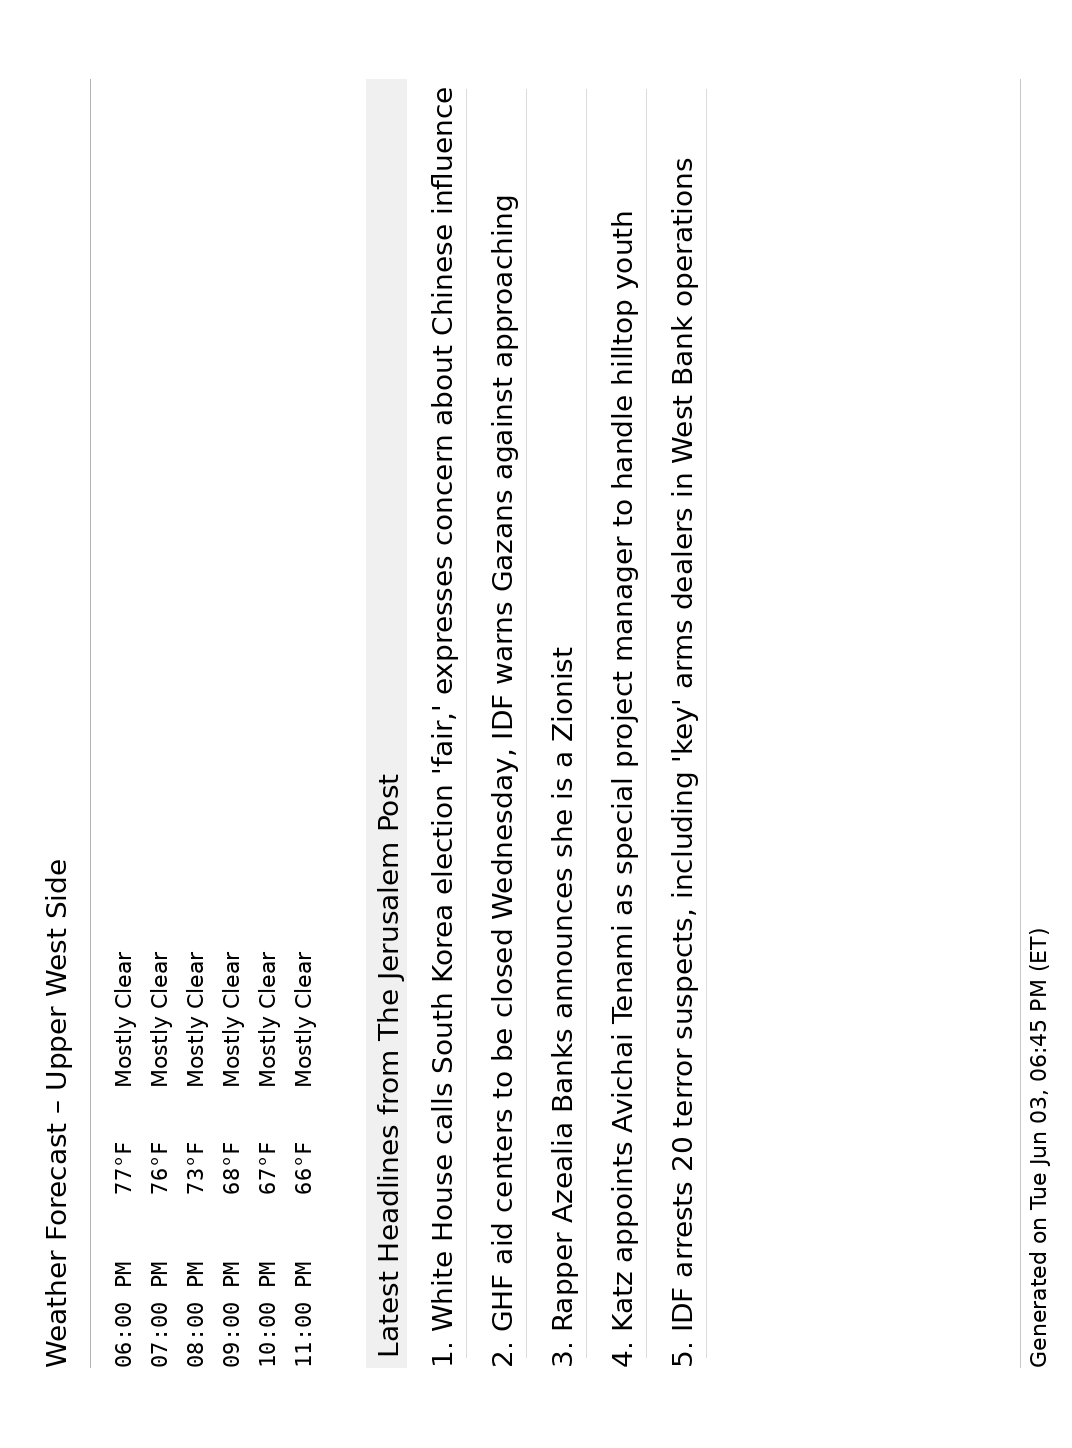 Weather Forecast – Upper West Side
06:00 PM 77°F Mostly Clear
07:00 PM 76°F Mostly Clear
08:00 PM 73°F Mostly Clear
09:00 PM 68°F Mostly Clear
10:00 PM 67°F Mostly Clear
11:00 PM 66°F Mostly Clear
Latest Headlines from The Jerusalem Post
1. White House calls South Korea election 'fair,' expresses concern about Chinese influence
2. GHF aid centers to be closed Wednesday, IDF warns Gazans against approaching
3. Rapper Azealia Banks announces she is a Zionist
4. Katz appoints Avichai Tenami as special project manager to handle hilltop youth
5. IDF arrests 20 terror suspects, including 'key' arms dealers in West Bank operations
Generated on Tue Jun 03, 06:45 PM (ET)